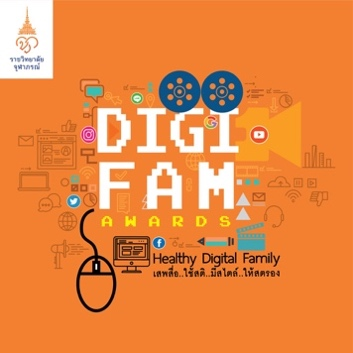 ราชวิทยาลัย
จุฬาภรณ์
DIGI
FAM
AWARDS
Healthy Digital Family
เสพสื่อ..ใช้สติ..มีสไตล์..ให้สตรอง